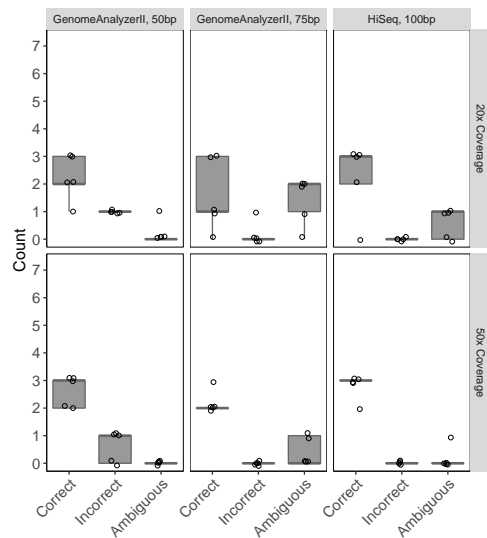 GenomeAnalyzerII, 50bp
GenomeAnalyzerII, 75bp
HiSeq, 100bp
7
6
5
4
3
2
1
0
20x Coverage
Count
7
6
5
4
3
2
1
0
50x Coverage
Correct
Incorrect
Ambiguous
Correct
Incorrect
Ambiguous
Correct
Incorrect
Ambiguous